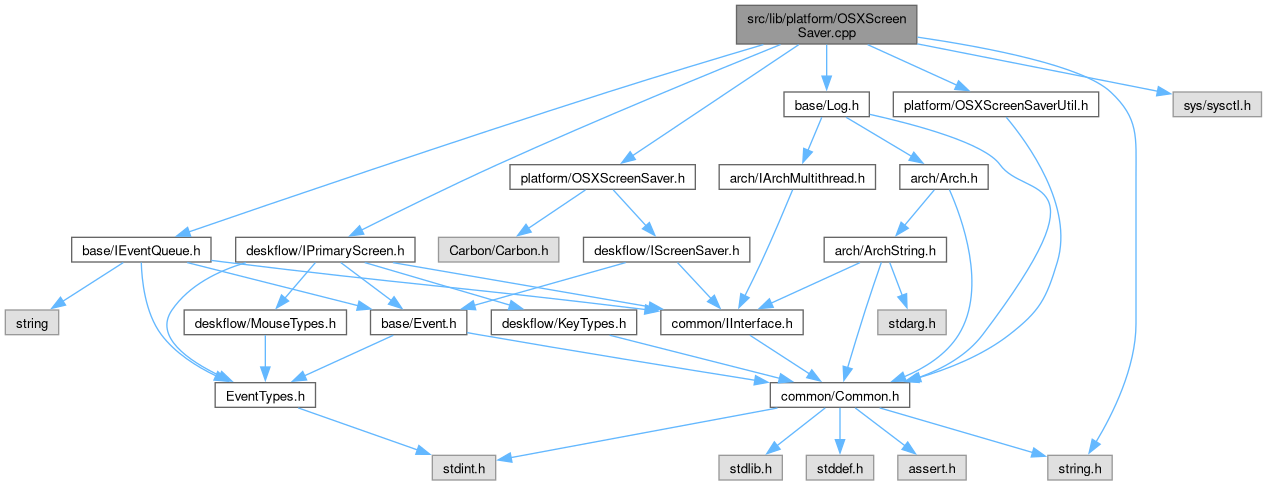 src/lib/platform/OSXScreen
Saver.cpp
base/Log.h
platform/OSXScreenSaverUtil.h
sys/sysctl.h
platform/OSXScreenSaver.h
arch/IArchMultithread.h
arch/Arch.h
base/IEventQueue.h
deskflow/IPrimaryScreen.h
Carbon/Carbon.h
deskflow/IScreenSaver.h
arch/ArchString.h
string
deskflow/MouseTypes.h
base/Event.h
deskflow/KeyTypes.h
common/IInterface.h
stdarg.h
EventTypes.h
common/Common.h
stdint.h
stdlib.h
stddef.h
assert.h
string.h